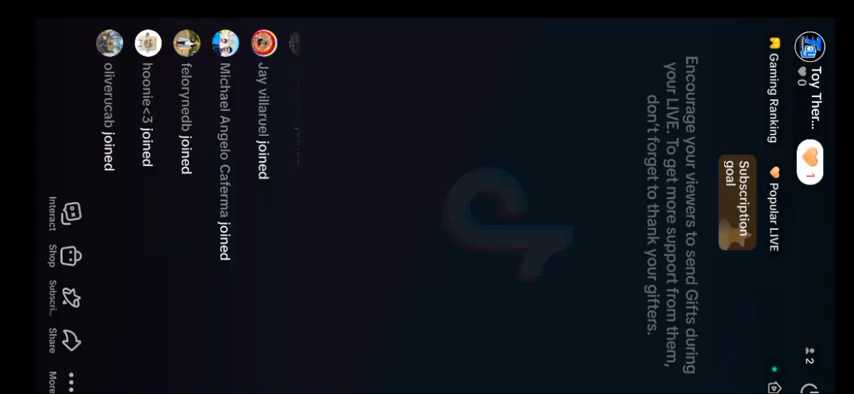 Toy Ther...
0
1
2
Gaming Ranking
Popular LIVE
Subscription
goal
Encourage your viewers to send Gifts during
your LIVE. To get more support from them,
don't forget to thank your gifters.
Jay villaruel joined
Michael Angelo Caferma joined
felorynedb joined
hoonie<3 joined
oliverucab joined
Interact
Shop
Subscri...
Share
More